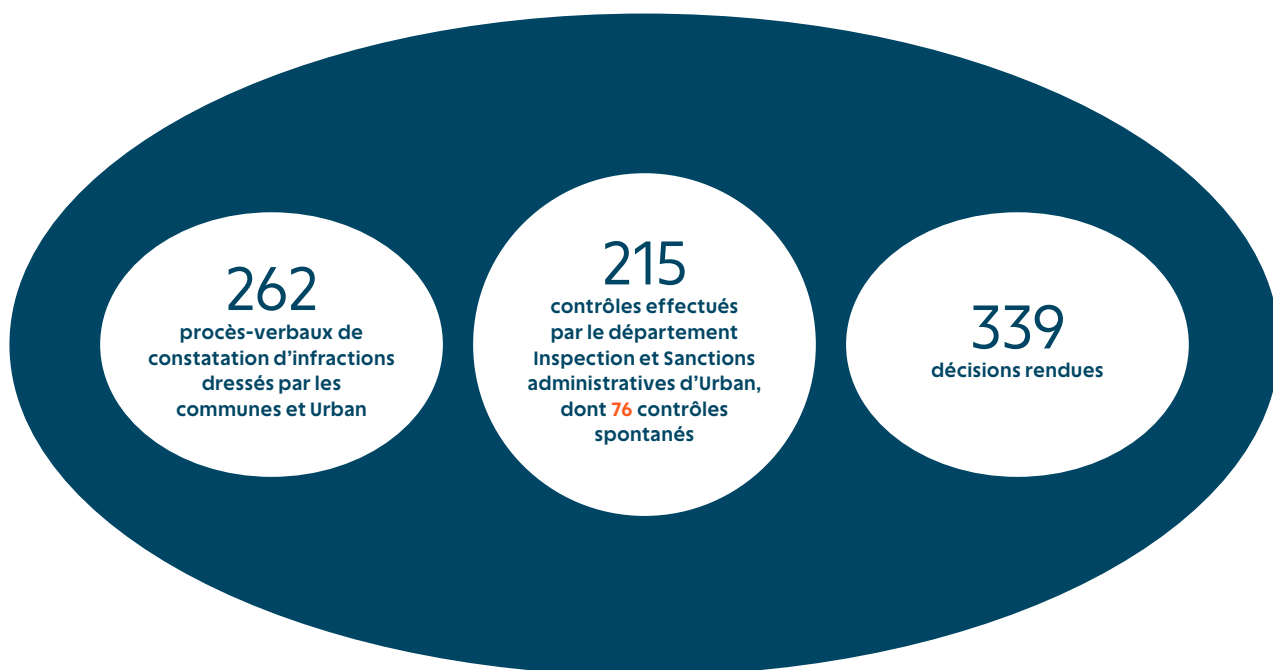 262
procès-verbaux de
constatation d'infractions
dressés par les
communes et Urban
215
contrôles effectués
par le département
Inspection et Sanctions
administratives d'Urban,
dont 76 contrôles
spontanés
339
décisions rendues